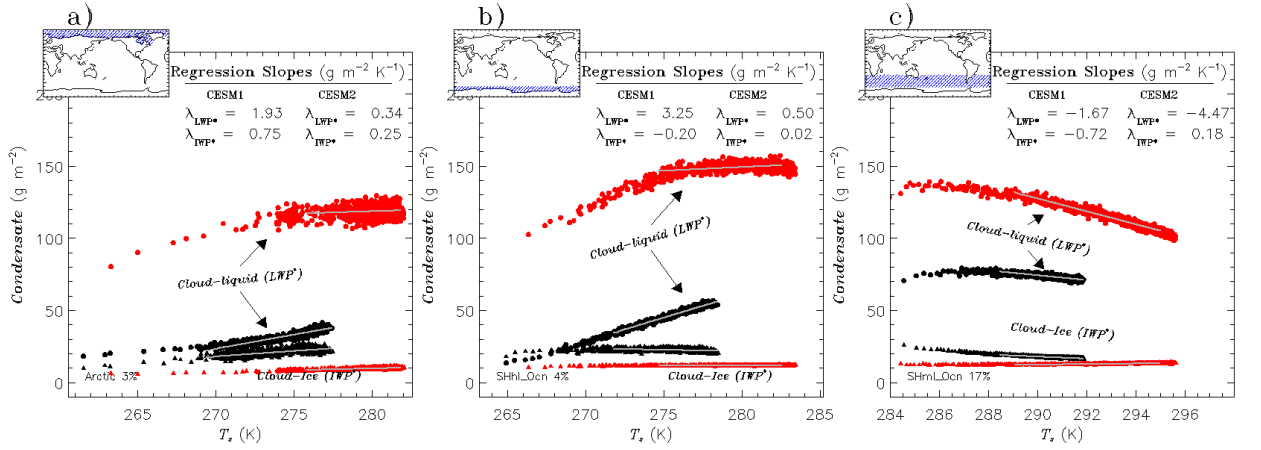 a)
Regression Slopes (g m⁻² K⁻¹)
CESM1 CESM2
λLWP* = 1.93 λLWP* = 0.34
λIWP* = 0.75 λIWP* = 0.25
150
100
50
0
Condensate (g m⁻²)
Cloud-liquid (LWP*)
Arctic 3%
Cloud-Ice (IWP*)
265 270 275 280
Ts (K)
b)
Regression Slopes (g m⁻² K⁻¹)
CESM1 CESM2
λLWP* = 3.25 λLWP* = 0.50
λIWP* = −0.20 λIWP* = 0.02
150
100
50
0
Condensate (g m⁻²)
Cloud-liquid (LWP*)
SHhl_Ocn 4%
Cloud-Ice (IWP*)
265 270 275 280 285
Ts (K)
c)
Regression Slopes (g m⁻² K⁻¹)
CESM1 CESM2
λLWP* = −1.67 λLWP* = −4.47
λIWP* = −0.72 λIWP* = 0.18
150
100
50
0
Condensate (g m⁻²)
Cloud-liquid (LWP*)
Cloud-Ice (IWP*)
SHml_Ocn 17%
284 286 288 290 292 294 296
Ts (K)